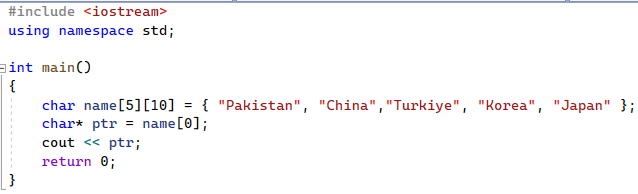 #include <iostream>
using namespace std;
int main()
{
char name[5][10] = { "Pakistan", "China","Turkiye", "Korea", "Japan" };
char* ptr = name[0];
cout << ptr;
return 0;
}